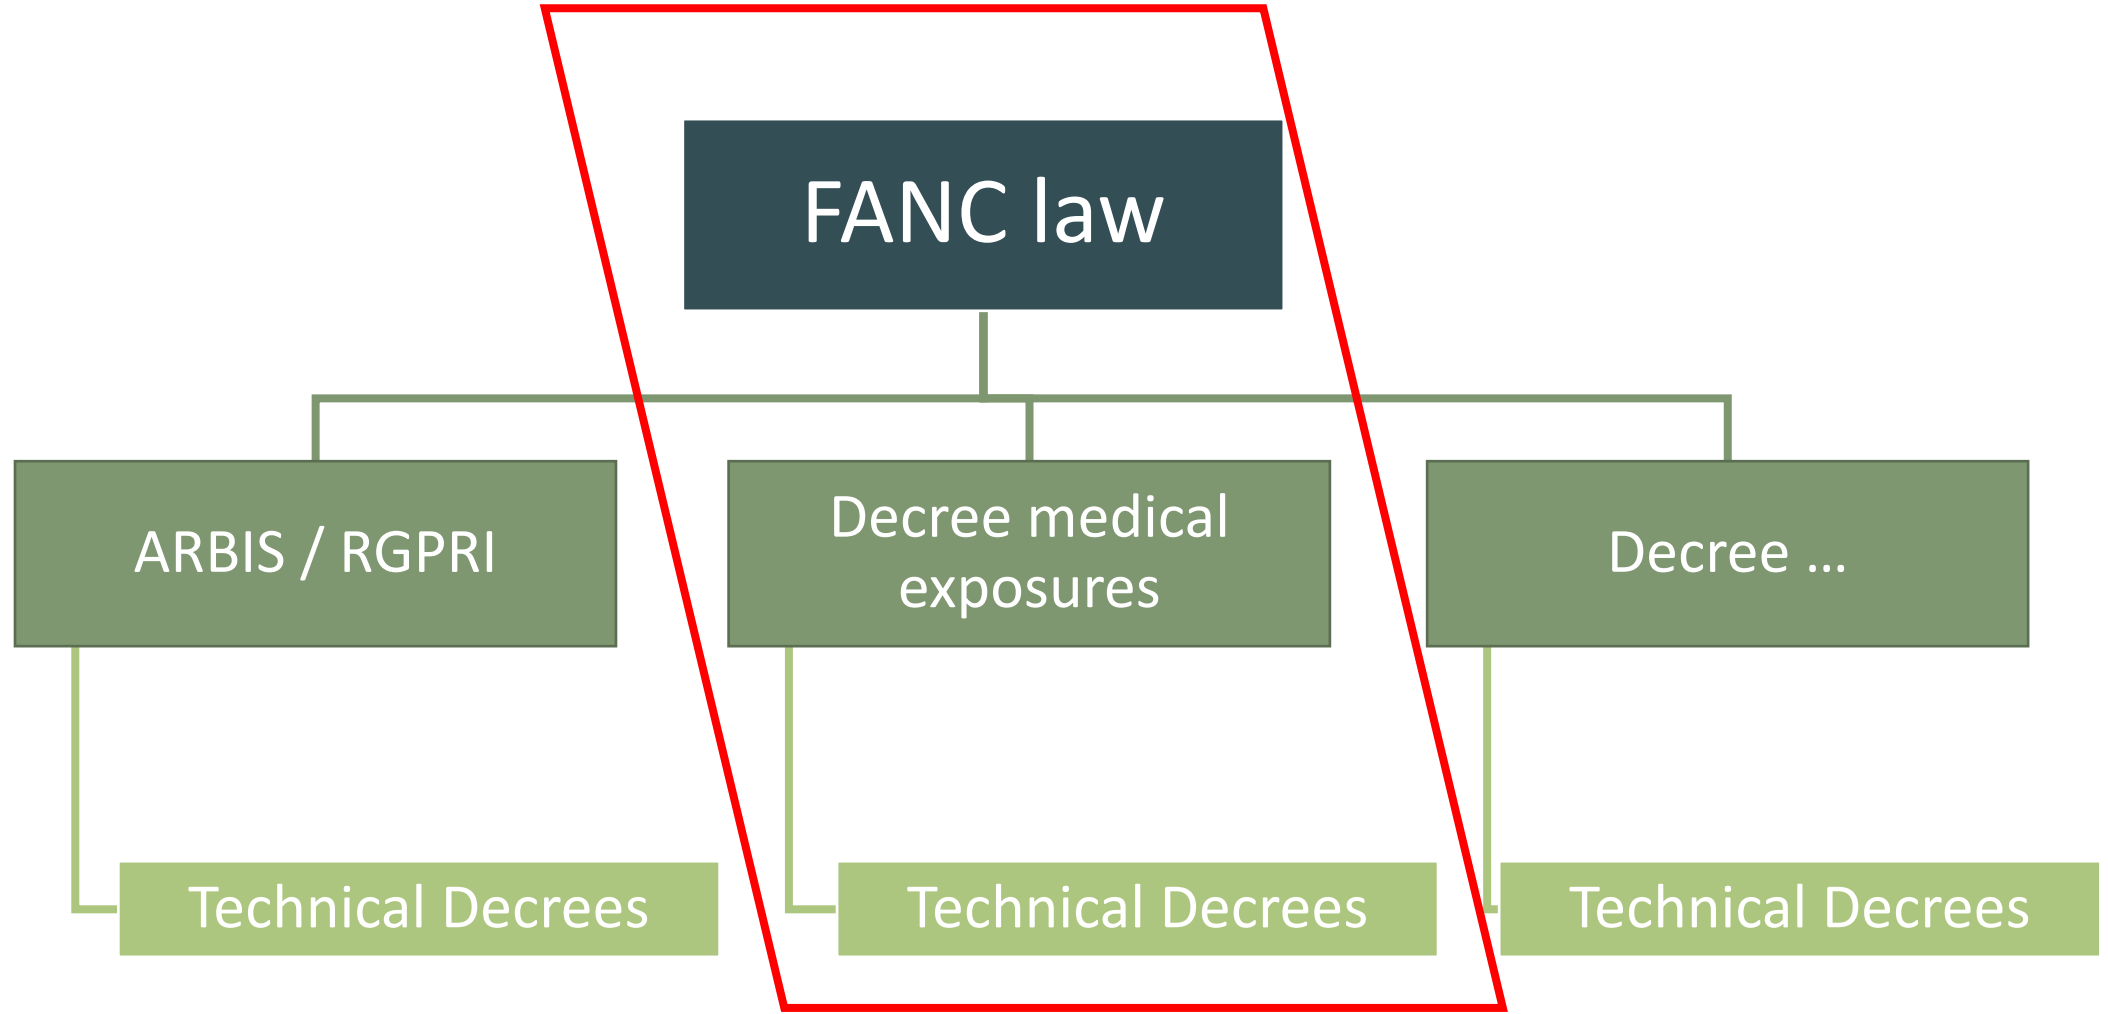 FANC law
ARBIS / RGPRI
Decree medical
exposures
Decree ...
Technical Decrees
Technical Decrees
Technical Decrees